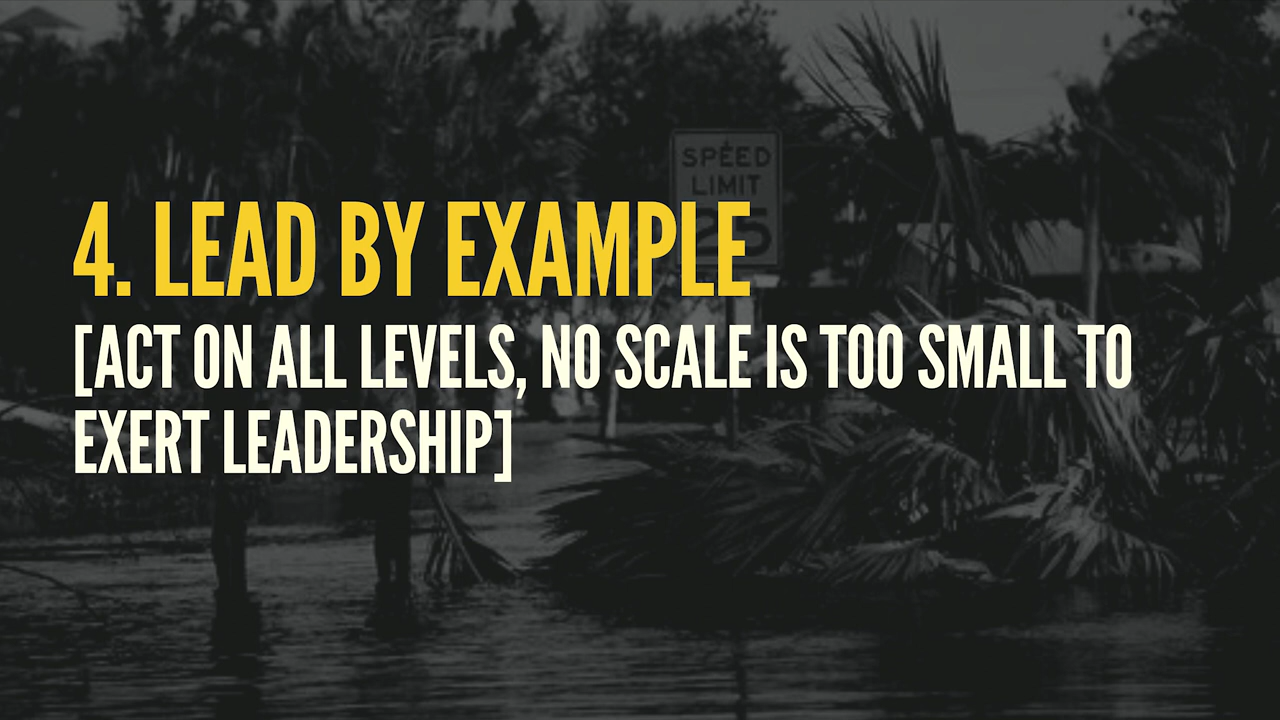 SPEED
LIMIT
25
4. LEAD BY EXAMPLE
[ACT ON ALL LEVELS, NO SCALE IS TOO SMALL TO
EXERT LEADERSHIP]